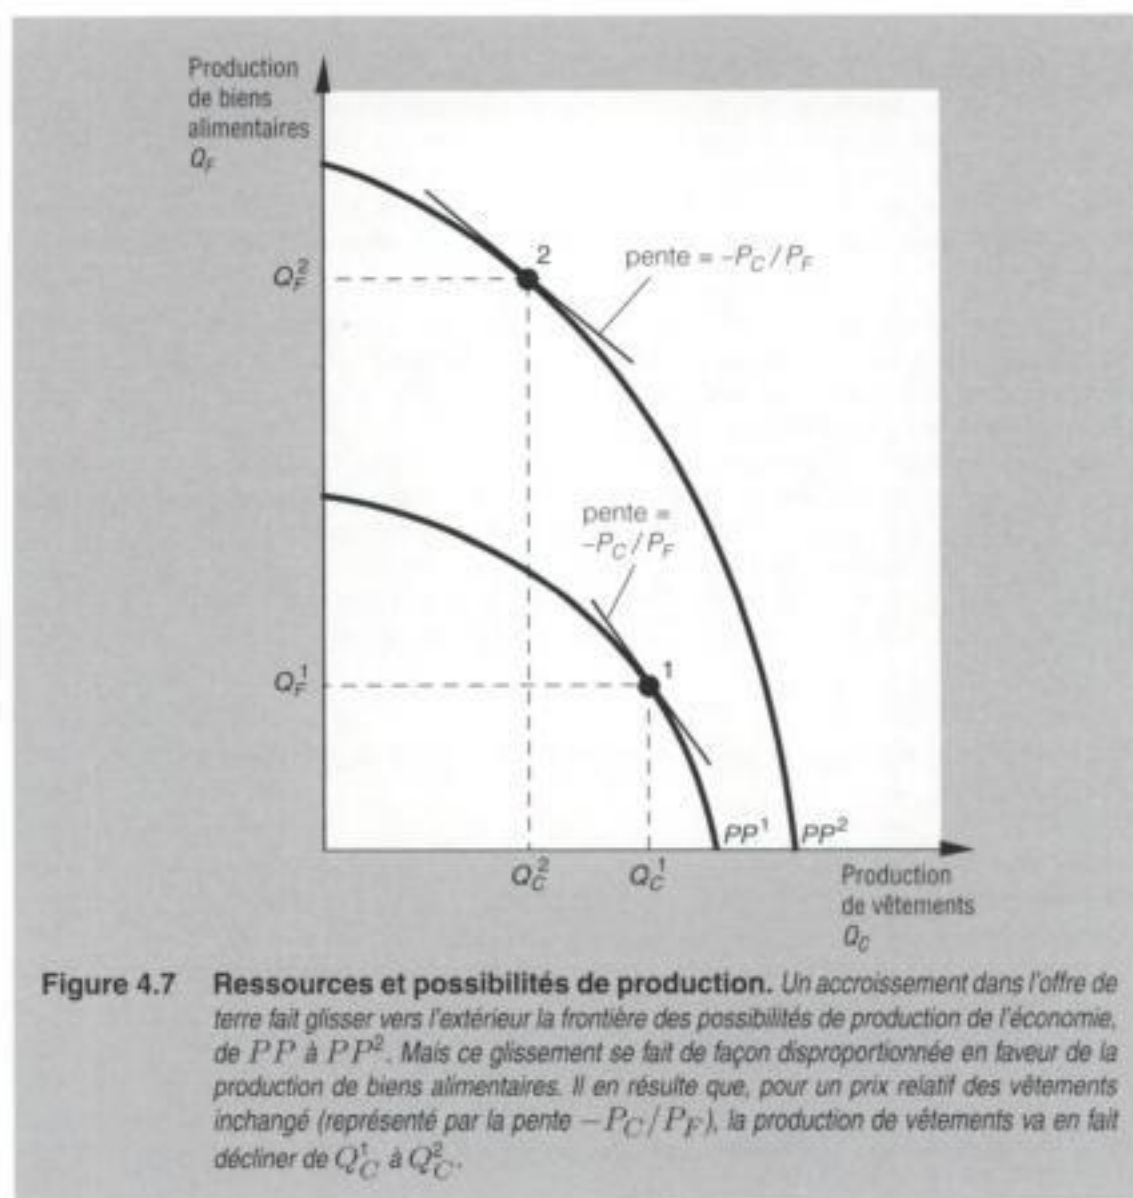 Production
de biens
alimentaires
Q_F
Q_F^2
2
pente = –P_C / P_F
pente =
–P_C / P_F
Q_F^1
1
PP^1
PP^2
Q_C^2
Q_C^1
Production
de vêtements
Q_C
Figure 4.7 Ressources et possibilités de production. Un accroissement dans l'offre de
terre fait glisser vers l'extérieur la frontière des possibilités de production de l'économie,
de PP à PP^2. Mais ce glissement se fait de façon disproportionnée en faveur de la
production de biens alimentaires. Il en résulte que, pour un prix relatif des vêtements
inchangé (représenté par la pente –P_C/P_F), la production de vêtements va en fait
décliner de Q_C^1 à Q_C^2.